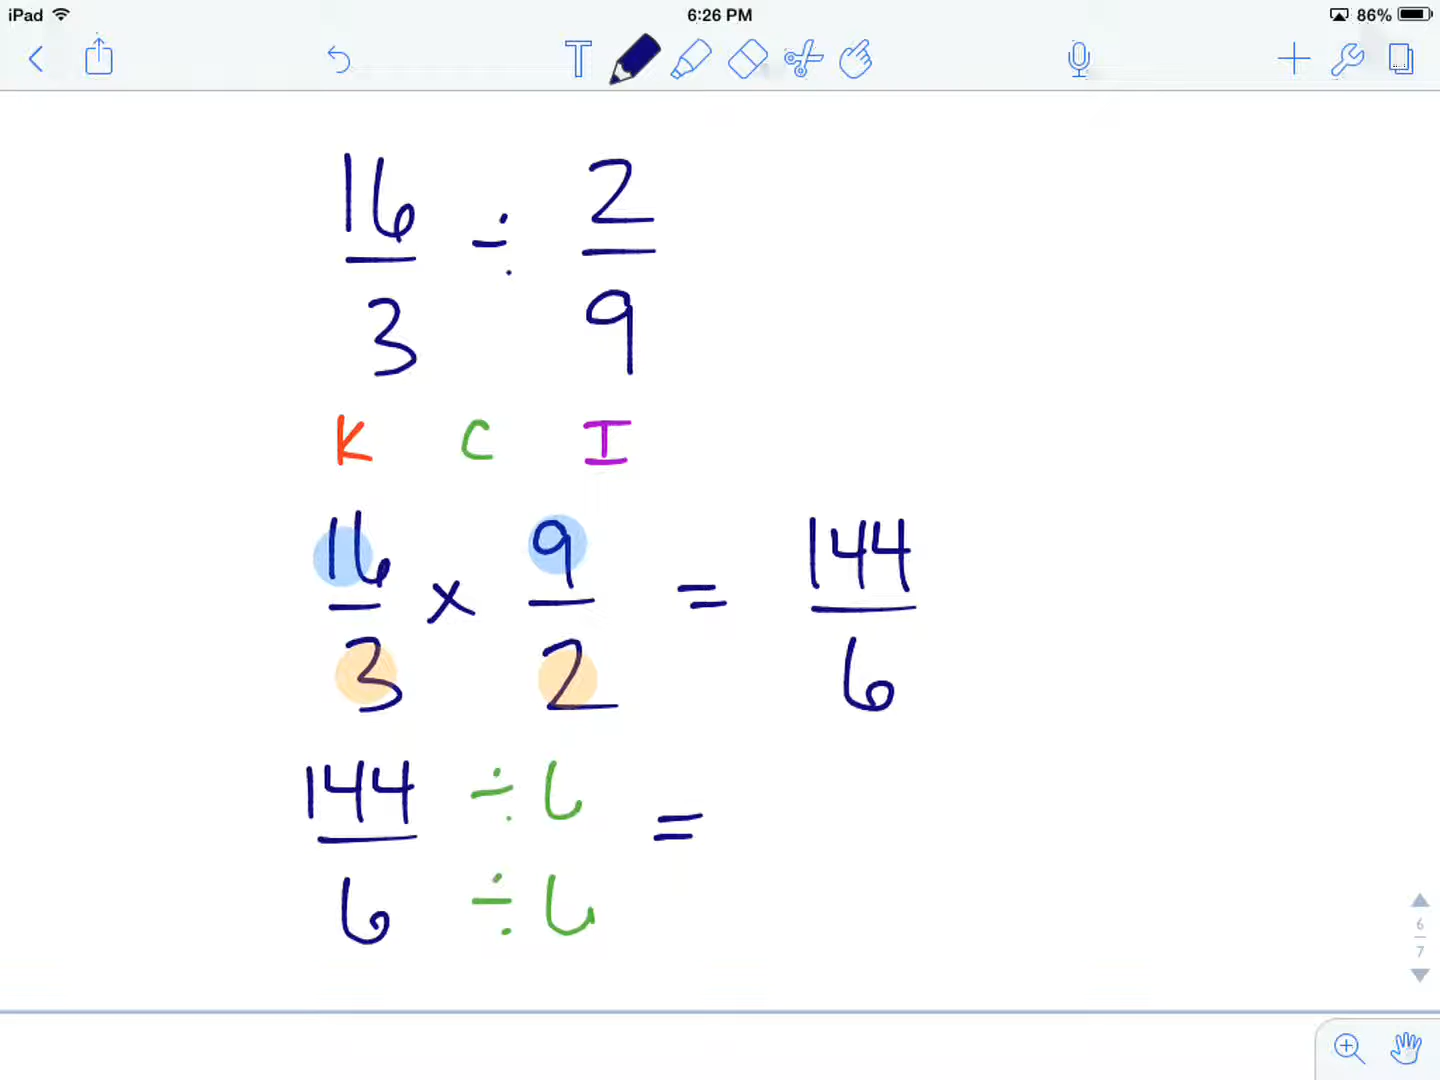 iPad 6:26 PM 86%
T
16/3 ÷ 2/9
K C I
16/3 × 9/2 = 144/6
144/6 ÷6/÷6 =
6
7